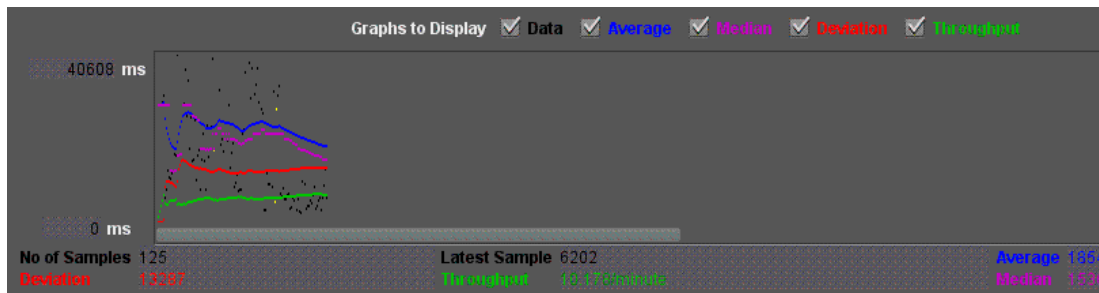 Graphs to Display Data Average Median Deviation Throughput
40608 ms
0 ms
No of Samples 125 Latest Sample 6202 Average
Deviation 13297 Throughput Median